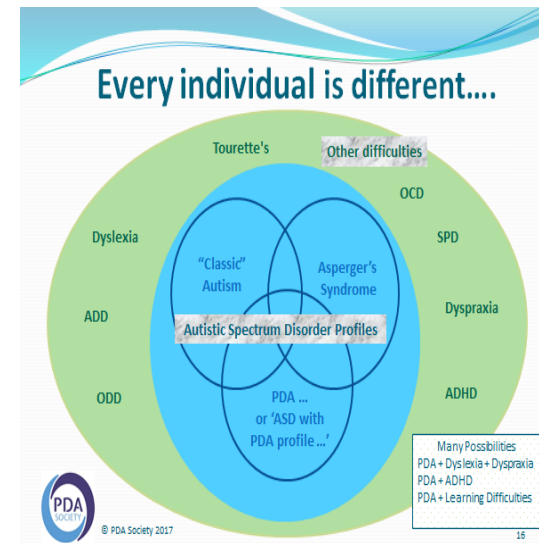 Every individual is different....
Tourette's
Other difficulties
OCD
Dyslexia
SPD
"Classic"
Autism
Asperger's
Syndrome
ADD
Dyspraxia
Autistic Spectrum Disorder Profiles
ODD
ADHD
PDA ...
or 'ASD with
PDA profile ...'
Many Possibilities
PDA + Dyslexia + Dyspraxia
PDA + ADHD
PDA + Learning Difficulties
PDA
SOCIETY
© PDA Society 2017
16